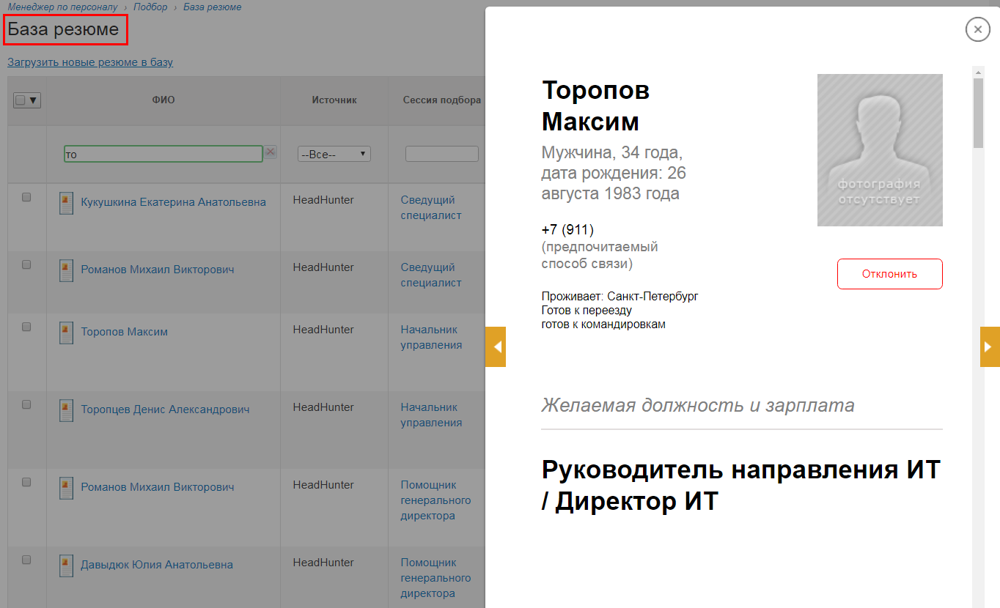 Менеджер по персоналу › Подбор › База резюме
База резюме
Загрузить новые резюме в базу
ФИО Источник Сессия подбора
то --Все--
Кукушкина Екатерина Анатольевна HeadHunter Сведущий
специалист
Романов Михаил Викторович HeadHunter Сведущий
специалист
Торопов Максим HeadHunter Начальник
управления
Торопцев Денис Александрович HeadHunter Начальник
управления
Романов Михаил Викторович HeadHunter Помощник
генерального
директора
Давыдюк Юлия Анатольевна HeadHunter Помощник
генерального
директора
Торопов
Максим
Мужчина, 34 года,
дата рождения: 26
августа 1983 года
+7 (911)
(предпочитаемый
способ связи)
Проживает: Санкт-Петербург
Готов к переезду
готов к командировкам
фотография
отсутствует
Отклонить
Желаемая должность и зарплата
Руководитель направления ИТ
/ Директор ИТ